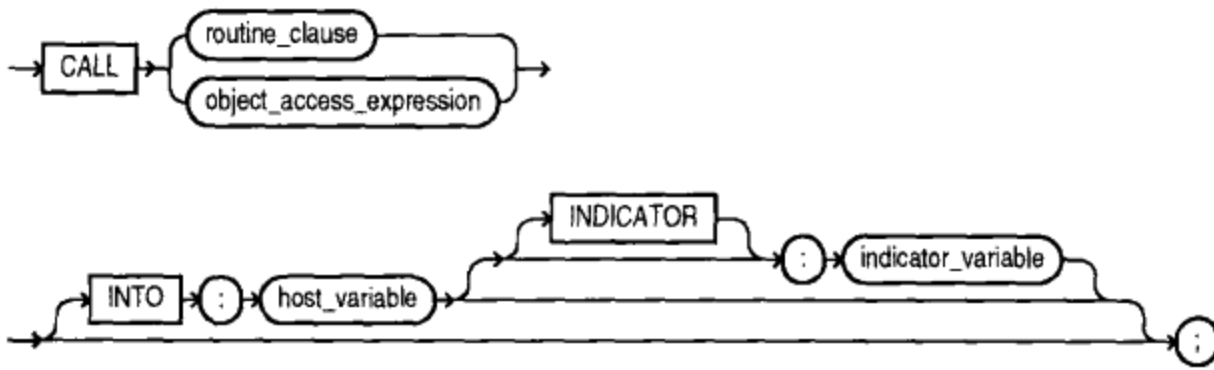 routine_clause
CALL
object_access_expression
INDICATOR
: indicator_variable
INTO : host_variable
;